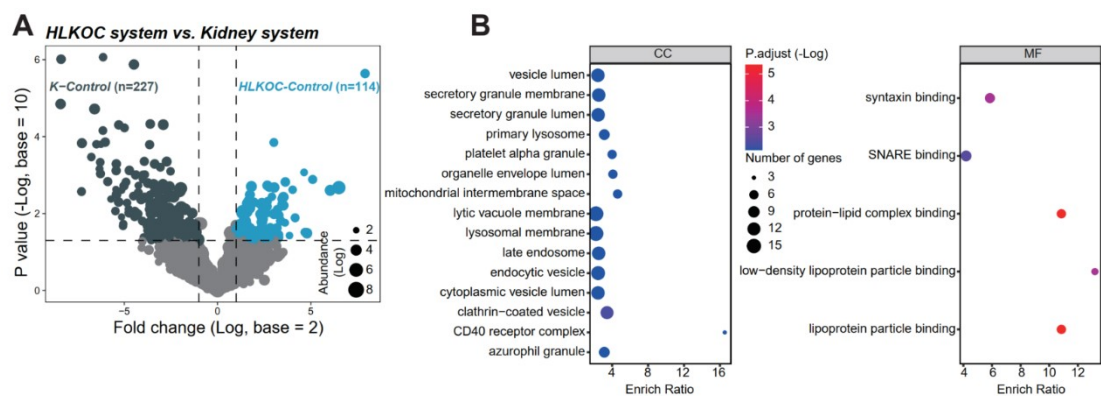 A
HLKOC system vs. Kidney system
P value (-Log, base = 10)
6
4
2
0
K-Control (n=227)
HLKOC-Control (n=114)
Abundance
(Log)
2
4
6
8
-5
0
5
Fold change (Log, base = 2)
B
CC
vesicle lumen
secretory granule membrane
secretory granule lumen
primary lysosome
platelet alpha granule
organelle envelope lumen
mitochondrial intermembrane space
lytic vacuole membrane
lysosomal membrane
late endosome
endocytic vesicle
cytoplasmic vesicle lumen
clathrin-coated vesicle
CD40 receptor complex
azurophil granule
4
8
12
16
Enrich Ratio
P.adjust (-Log)
5
4
3
Number of genes
3
6
9
12
15
MF
syntaxin binding
SNARE binding
protein-lipid complex binding
low-density lipoprotein particle binding
lipoprotein particle binding
4
6
8
10
12
Enrich Ratio